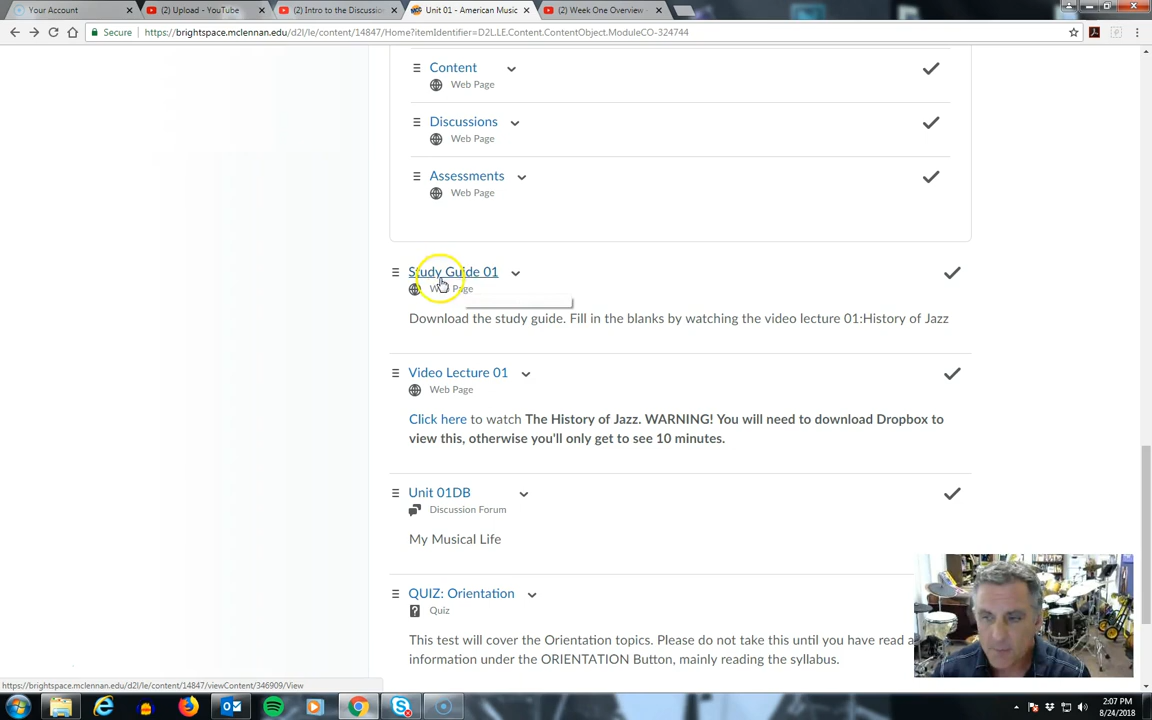 Your Account
(2) Upload - YouTube
(2) Intro to the Discussion
Unit 01 - American Music
(2) Week One Overview -
Secure
https://brightspace.mclennan.edu/d2l/le/content/14847/Home?itemIdentifier=D2L.LE.Content.ContentObject.ModuleCO-324744
Content
Web Page
Discussions
Web Page
Assessments
Web Page
Study Guide 01
Web Page
Download the study guide. Fill in the blanks by watching the video lecture 01:History of Jazz
Video Lecture 01
Web Page
Click here to watch The History of Jazz. WARNING! You will need to download Dropbox to
view this, otherwise you'll only get to see 10 minutes.
Unit 01DB
Discussion Forum
My Musical Life
QUIZ: Orientation
Quiz
This test will cover the Orientation topics. Please do not take this until you have read a
information under the ORIENTATION Button, mainly reading the syllabus.
https://brightspace.mclennan.edu/d2l/le/content/14847/viewContent/346909/View
2:07 PM
8/24/2018